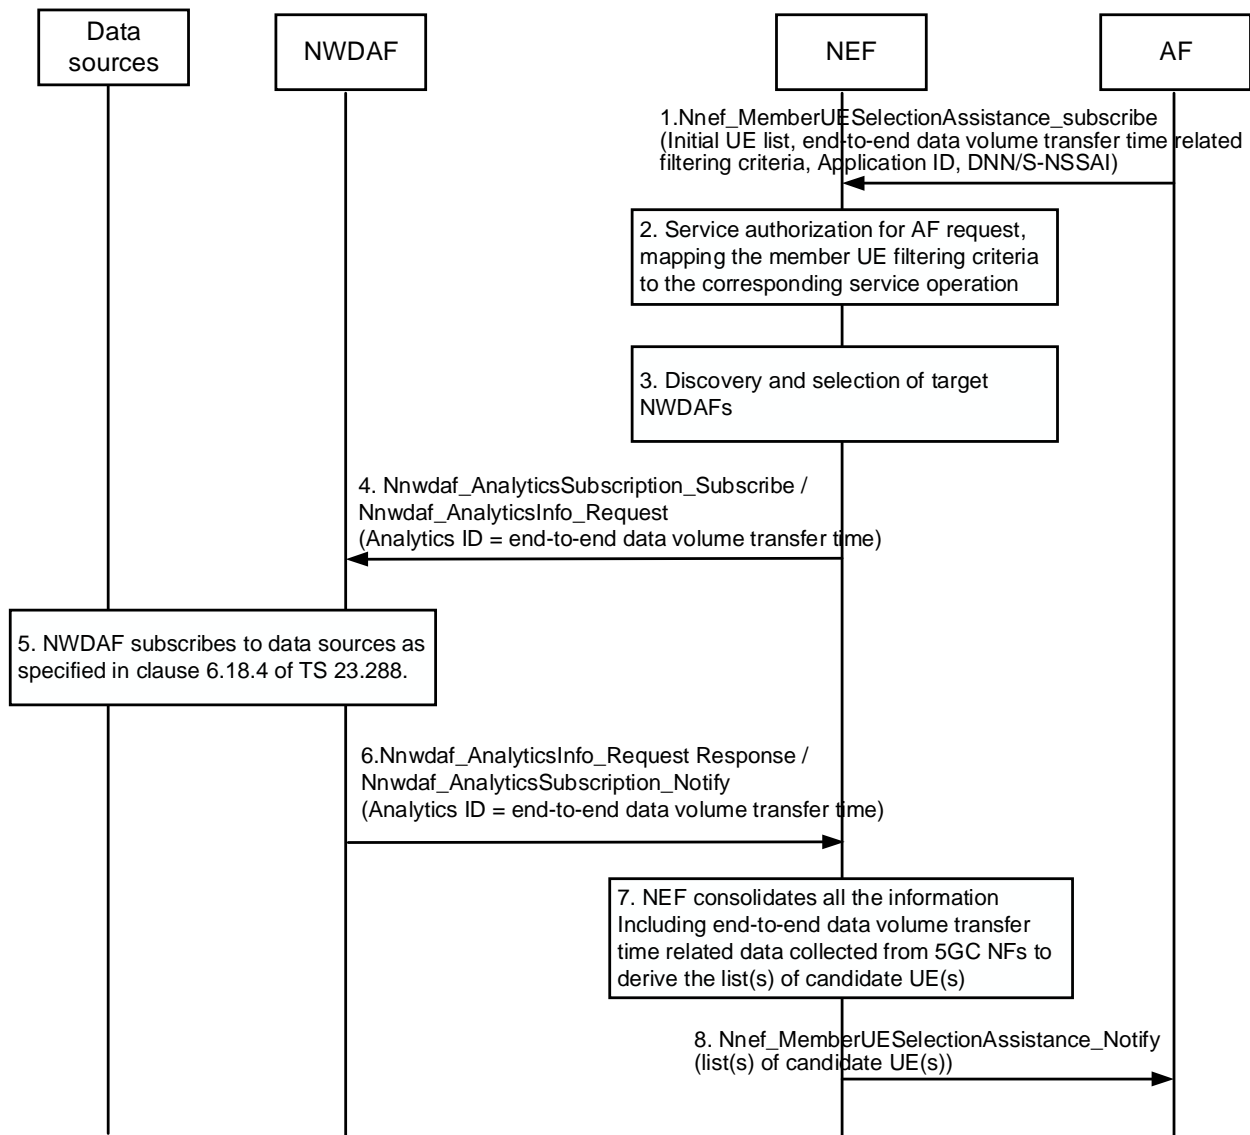 Data
sources
NWDAF
NEF
AF
1.Nnef_MemberUESelectionAssistance_subscribe
(Initial UE list, end-to-end data volume transfer time related
filtering criteria, Application ID, DNN/S-NSSAI)
2. Service authorization for AF request,
mapping the member UE filtering criteria
to the corresponding service operation
3. Discovery and selection of target
NWDAFs
4. Nnwdaf_AnalyticsSubscription_Subscribe /
Nnwdaf_AnalyticsInfo_Request
(Analytics ID = end-to-end data volume transfer time)
5. NWDAF subscribes to data sources as
specified in clause 6.18.4 of TS 23.288.
6.Nnwdaf_AnalyticsInfo_Request Response /
Nnwdaf_AnalyticsSubscription_Notify
(Analytics ID = end-to-end data volume transfer time)
7. NEF consolidates all the information
Including end-to-end data volume transfer
time related data collected from 5GC NFs to
derive the list(s) of candidate UE(s)
8. Nnef_MemberUESelectionAssistance_Notify
(list(s) of candidate UE(s))